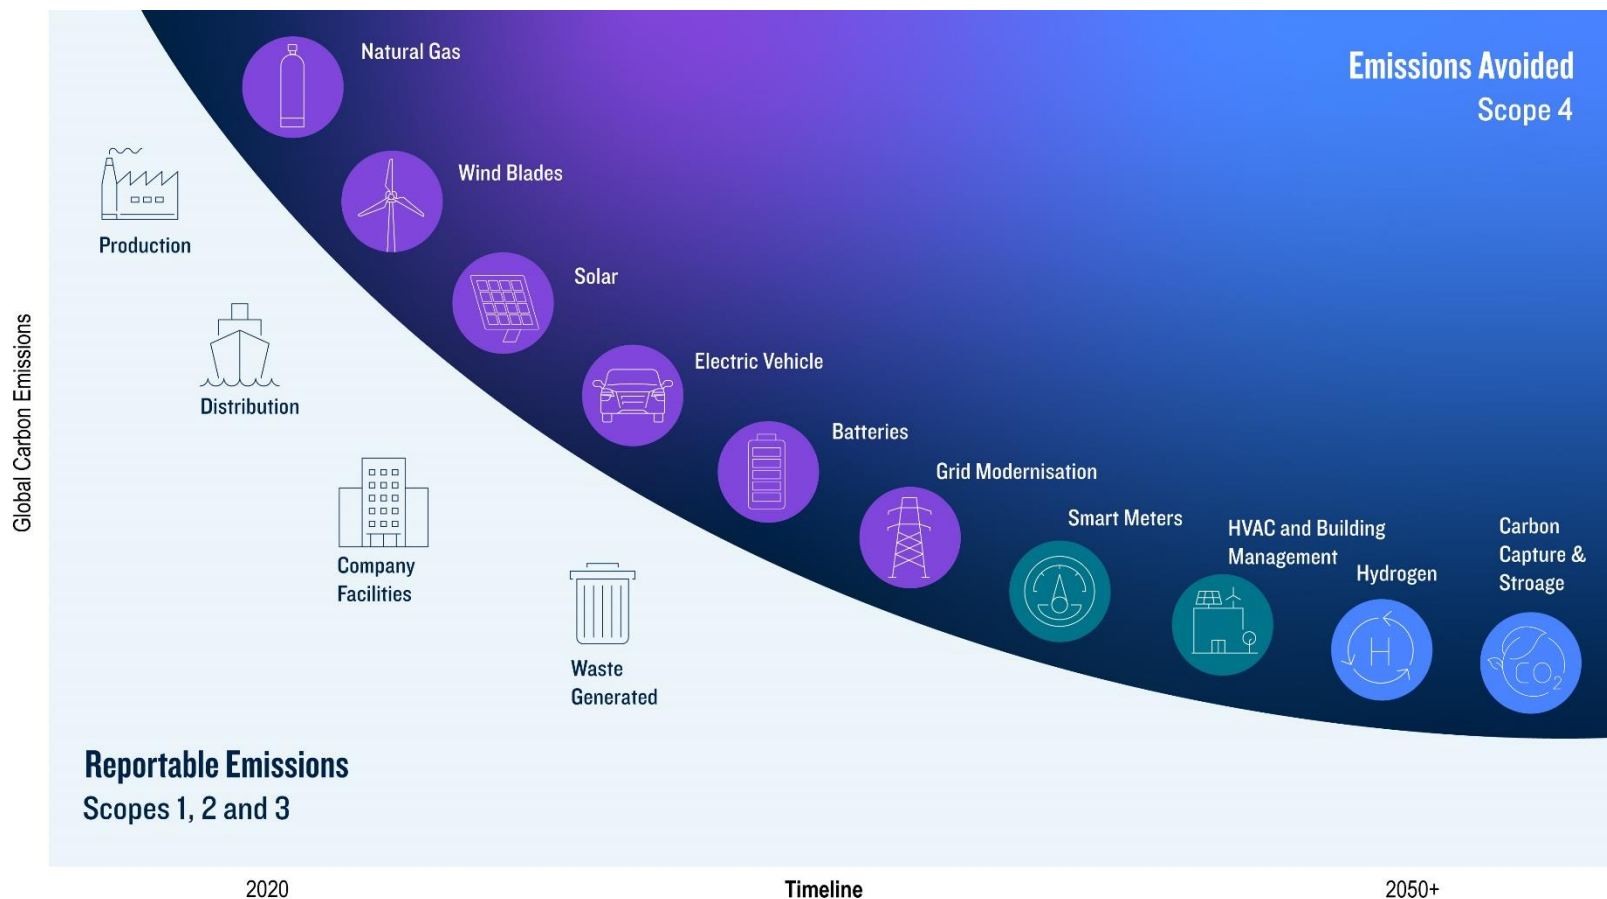 Natural Gas
Emissions Avoided
Scope 4
Wind Blades
Production
Solar
Electric Vehicle
Distribution
Batteries
Grid Modernisation
Smart Meters
HVAC and Building
Management
Hydrogen
Carbon
Capture &
Stroage
H
CO2
Company
Facilities
Waste
Generated
Global Carbon Emissions
Reportable Emissions
Scopes 1, 2 and 3
2020
Timeline
2050+